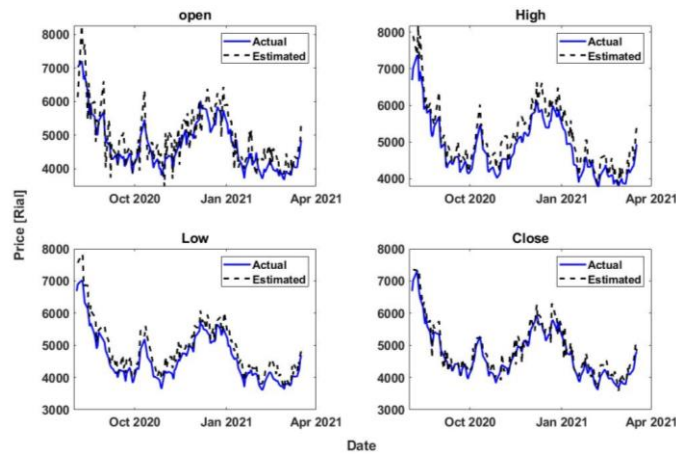 open
8000
7000
6000
5000
4000
Actual
Estimated
Oct 2020 Jan 2021 Apr 2021
High
8000
7000
6000
5000
4000
Actual
Estimated
Oct 2020 Jan 2021 Apr 2021
Price [Rial]
Low
8000
7000
6000
5000
4000
3000
Actual
Estimated
Oct 2020 Jan 2021 Apr 2021
Close
8000
7000
6000
5000
4000
3000
Actual
Estimated
Oct 2020 Jan 2021 Apr 2021
Date